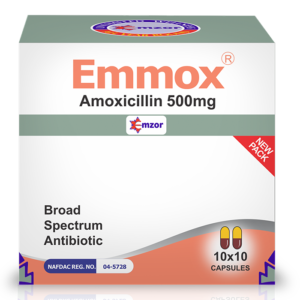 Emmox®
Amoxicillin 500mg
Emzor
NEW
PACK
Broad
Spectrum
Antibiotic
10x10
CAPSULES
NAFDAC REG. NO. 04-5728